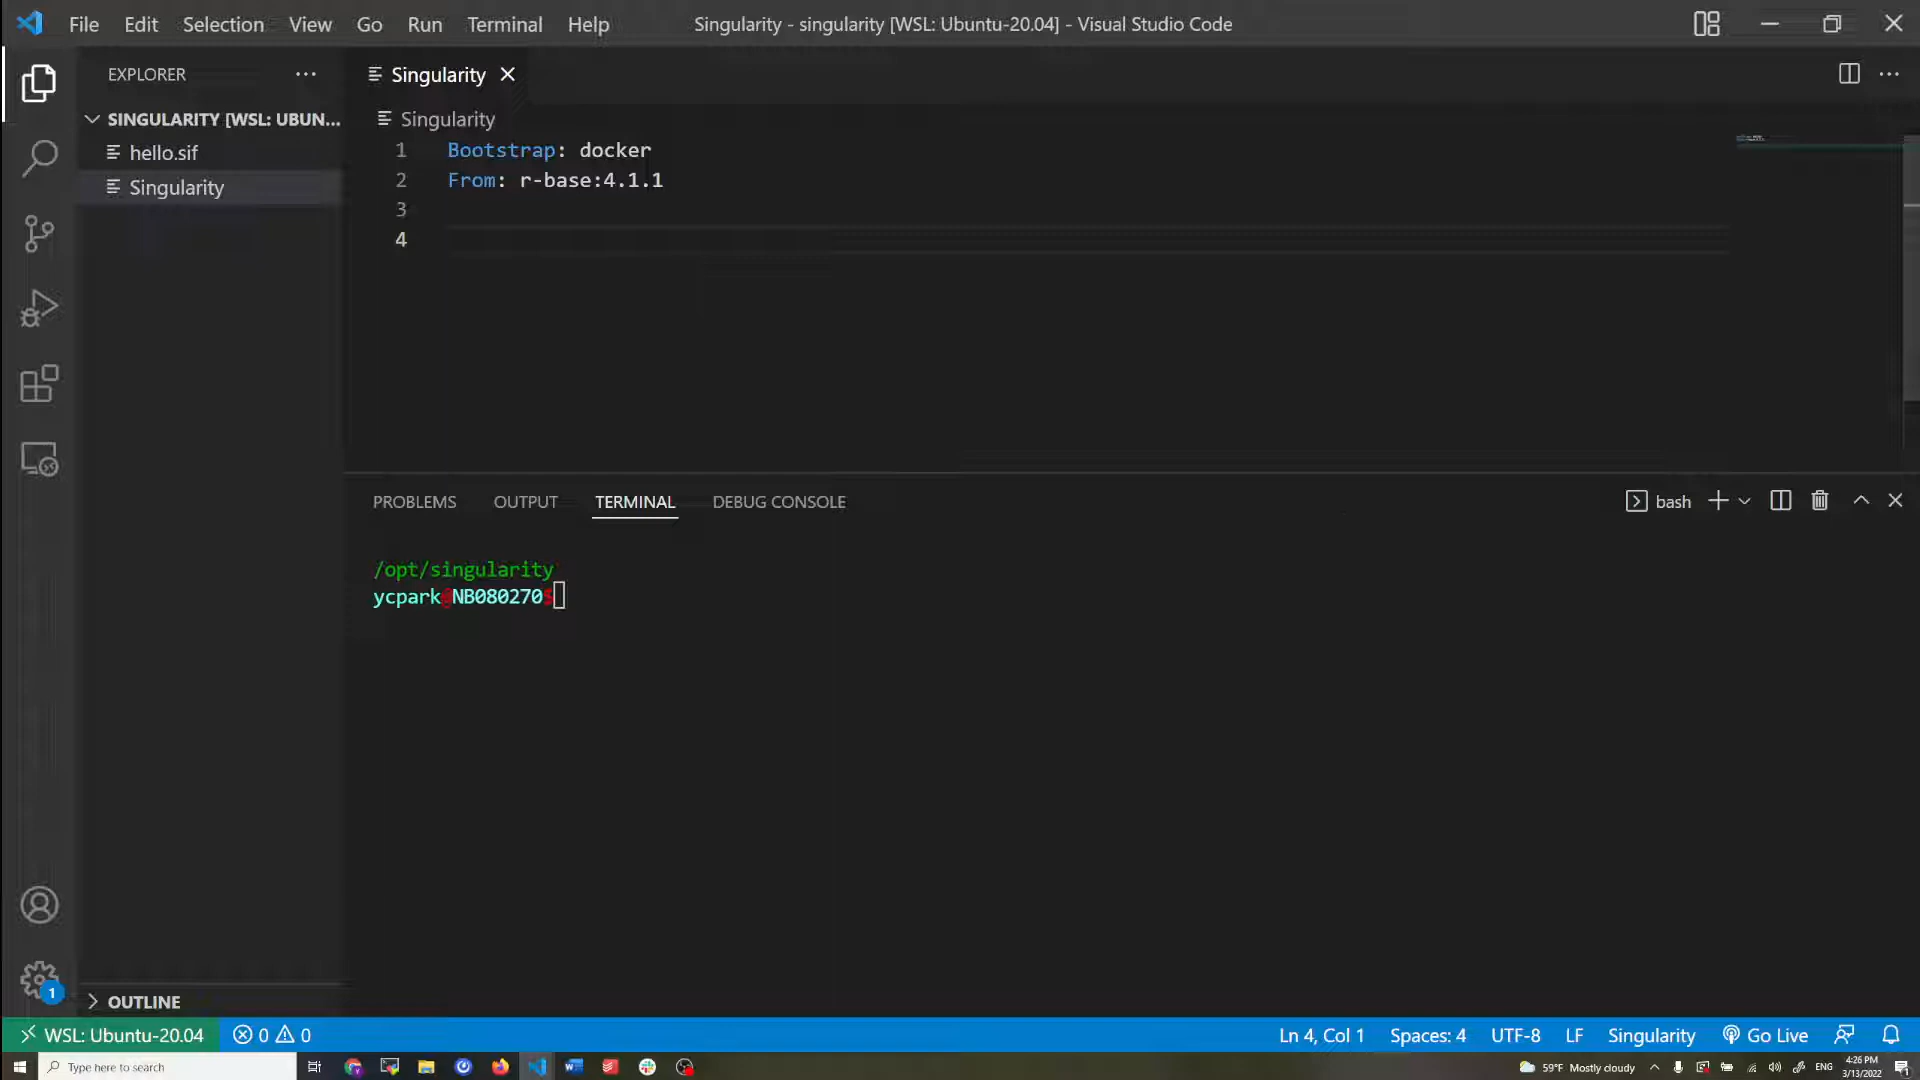 File Edit Selection View Go Run Terminal Help Singularity - singularity [WSL: Ubuntu-20.04] - Visual Studio Code
EXPLORER
Singularity
SINGULARITY [WSL: UBUN...
Singularity
hello.sif
Singularity
1 Bootstrap: docker
2 From: r-base:4.1.1
3
4
PROBLEMS OUTPUT TERMINAL DEBUG CONSOLE
bash
/opt/singularity
ycpark@NB080270$
1
OUTLINE
WSL: Ubuntu-20.04 0 0 Ln 4, Col 1 Spaces: 4 UTF-8 LF Singularity Go Live
Type here to search
59°F Mostly cloudy ENG
4:26 PM
3/13/2022